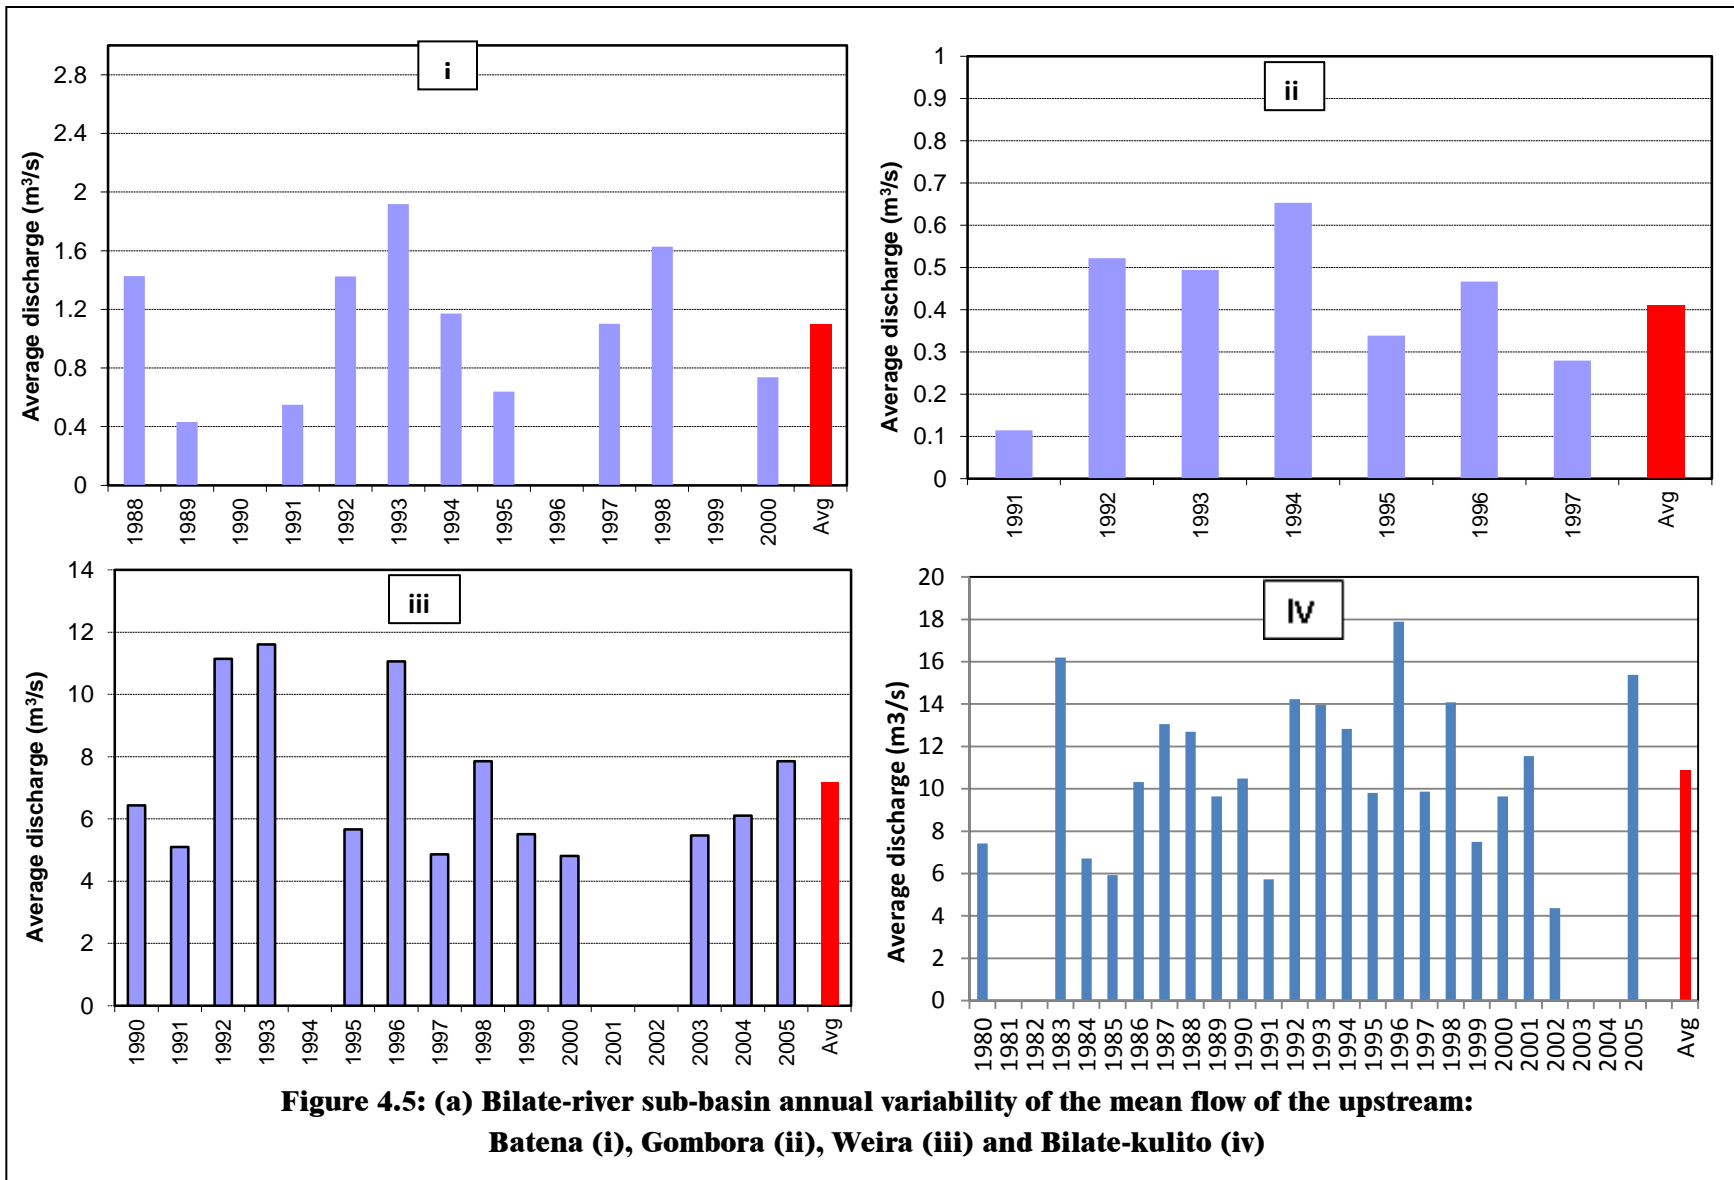 i
Average discharge (m³/s)
2.8
2.4
2
1.6
1.2
0.8
0.4
0
1988 1989 1990 1991 1992 1993 1994 1995 1996 1997 1998 1999 2000 Avg
ii
Average discharge (m³/s)
1
0.9
0.8
0.7
0.6
0.5
0.4
0.3
0.2
0.1
0
1991 1992 1993 1994 1995 1996 1997 Avg
iii
Average discharge (m³/s)
14
12
10
8
6
4
2
0
1990 1991 1992 1993 1994 1995 1996 1997 1998 1999 2000 2001 2002 2003 2004 2005 Avg
IV
Average discharge (m3/s)
20
18
16
14
12
10
8
6
4
2
0
1980 1981 1982 1983 1984 1985 1986 1987 1988 1989 1990 1991 1992 1993 1994 1995 1996 1997 1998 1999 2000 2001 2002 2003 2004 2005 Avg
Figure 4.5: (a) Bilate-river sub-basin annual variability of the mean flow of the upstream:
Batena (i), Gombora (ii), Weira (iii) and Bilate-kulito (iv)